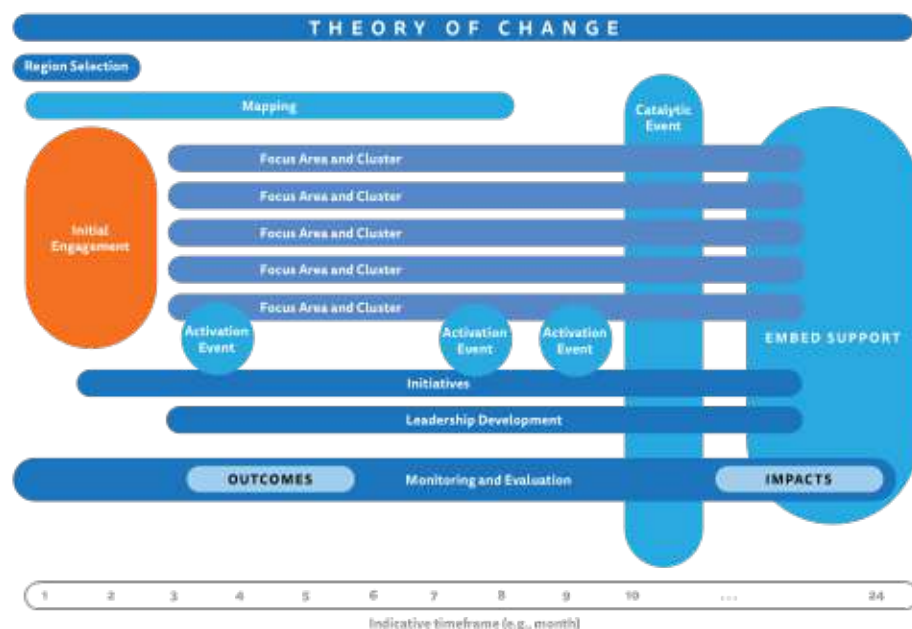 THEORY OF CHANGE
Region Selection
Mapping
Catalytic
Event
Focus Area and Cluster
Focus Area and Cluster
Focus Area and Cluster
Initial
Engagement
Focus Area and Cluster
Focus Area and Cluster
Activation
Event
Activation
Event
Activation
Event
EMBED SUPPORT
Initiatives
Leadership Development
OUTCOMES
Monitoring and Evaluation
IMPACTS
1 2 3 4 5 6 7 8 9 10 ... 24
Indicative timeframe (e.g., month)